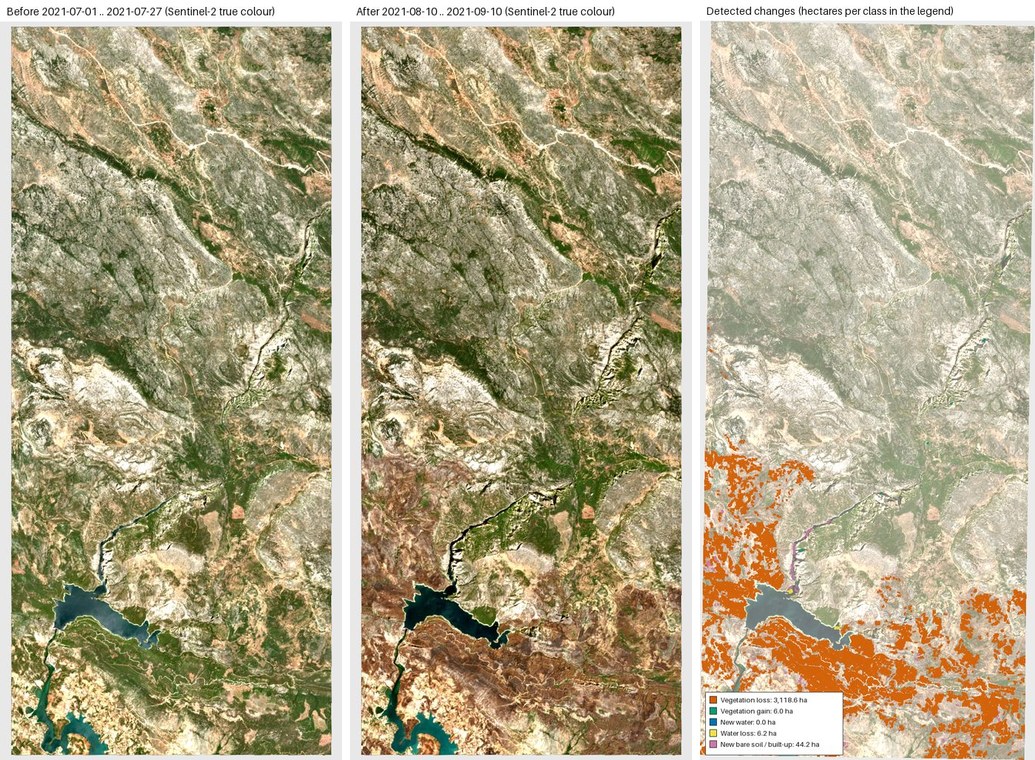 Before 2021-07-01 .. 2021-07-27 (Sentinel-2 true colour)
After 2021-08-10 .. 2021-09-10 (Sentinel-2 true colour)
Detected changes (hectares per class in the legend)
Vegetation loss: 3,118.6 ha
Vegetation gain: 6.0 ha
New water: 0.0 ha
Water loss: 6.2 ha
New bare soil / built-up: 44.2 ha